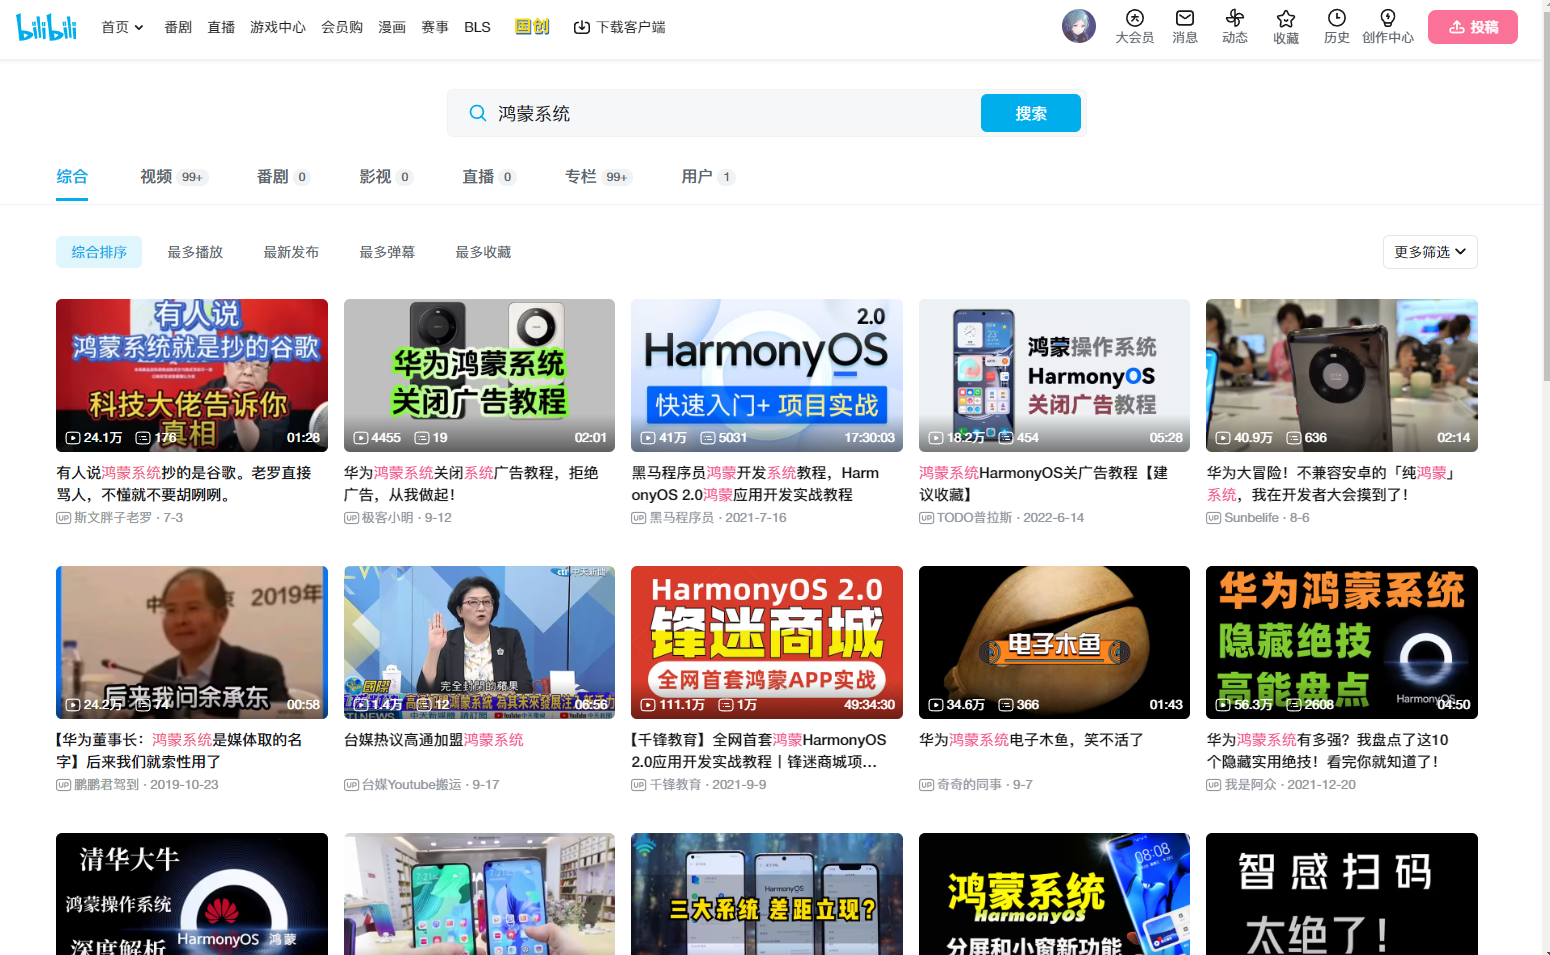 bilibili
首页 番剧 直播 游戏中心 会员购 漫画 赛事 BLS 国创 下载客户端
大会员 消息 动态 收藏 历史 创作中心 投稿
鸿蒙系统 搜索
综合 视频 99+ 番剧 0 影视 0 直播 0 专栏 99+ 用户 1
综合排序 最多播放 最新发布 最多弹幕 最多收藏 更多筛选
有人说
鸿蒙系统就是抄的谷歌
科技大佬告诉你
真相
24.1万 176 01:28
有人说鸿蒙系统抄的是谷歌。老罗直接
骂人，不懂就不要胡咧咧。
UP 斯文胖子老罗 · 7-3
华为鸿蒙系统
关闭广告教程
4455 19 02:01
华为鸿蒙系统关闭系统广告教程，拒绝
广告，从我做起！
UP 极客小明 · 9-12
2.0
HarmonyOS
快速入门+ 项目实战
41万 5031 17:30:03
黑马程序员鸿蒙开发系统教程，Harm
onyOS 2.0鸿蒙应用开发实战教程
UP 黑马程序员 · 2021-7-16
鸿蒙操作系统
HarmonyOS
关闭广告教程
18.2万 454 05:28
鸿蒙系统HarmonyOS关广告教程【建
议收藏】
UP TODO普拉斯 · 2022-6-14
40.9万 636 02:14
华为大冒险！不兼容安卓的「纯鸿蒙」
系统，我在开发者大会摸到了！
UP Sunbelife · 8-6
2019年
后来我问余承东
24.2万 74 00:58
【华为董事长：鸿蒙系统是媒体取的名
字】后来我们就索性用了
UP 鹏鹏君驾到 · 2019-10-23
国际
完全封闭的蘋果
1.4万 12 06:56
台媒热议高通加盟鸿蒙系统
UP 台媒Youtube搬运 · 9-17
HarmonyOS 2.0
锋迷商城
全网首套鸿蒙APP实战
111.1万 1万 49:34:30
【千锋教育】全网首套鸿蒙HarmonyOS
2.0应用开发实战教程丨锋迷商城项...
UP 千锋教育 · 2021-9-9
电子木鱼
34.6万 366 01:43
华为鸿蒙系统电子木鱼，笑不活了
UP 奇奇的同事 · 9-7
华为鸿蒙系统
隐藏绝技
高能盘点
HarmonyOS
56.3万 2608 04:50
华为鸿蒙系统有多强？我盘点了这10
个隐藏实用绝技！看完你就知道了！
UP 我是阿众 · 2021-12-20
清华大牛
鸿蒙操作系统
深度解析
HarmonyOS 鸿蒙
HarmonyOS
三大系统 差距立现？
08:08
鸿蒙系统
HarmonyOS
分屏和小窗新功能
智感扫码
太绝了！